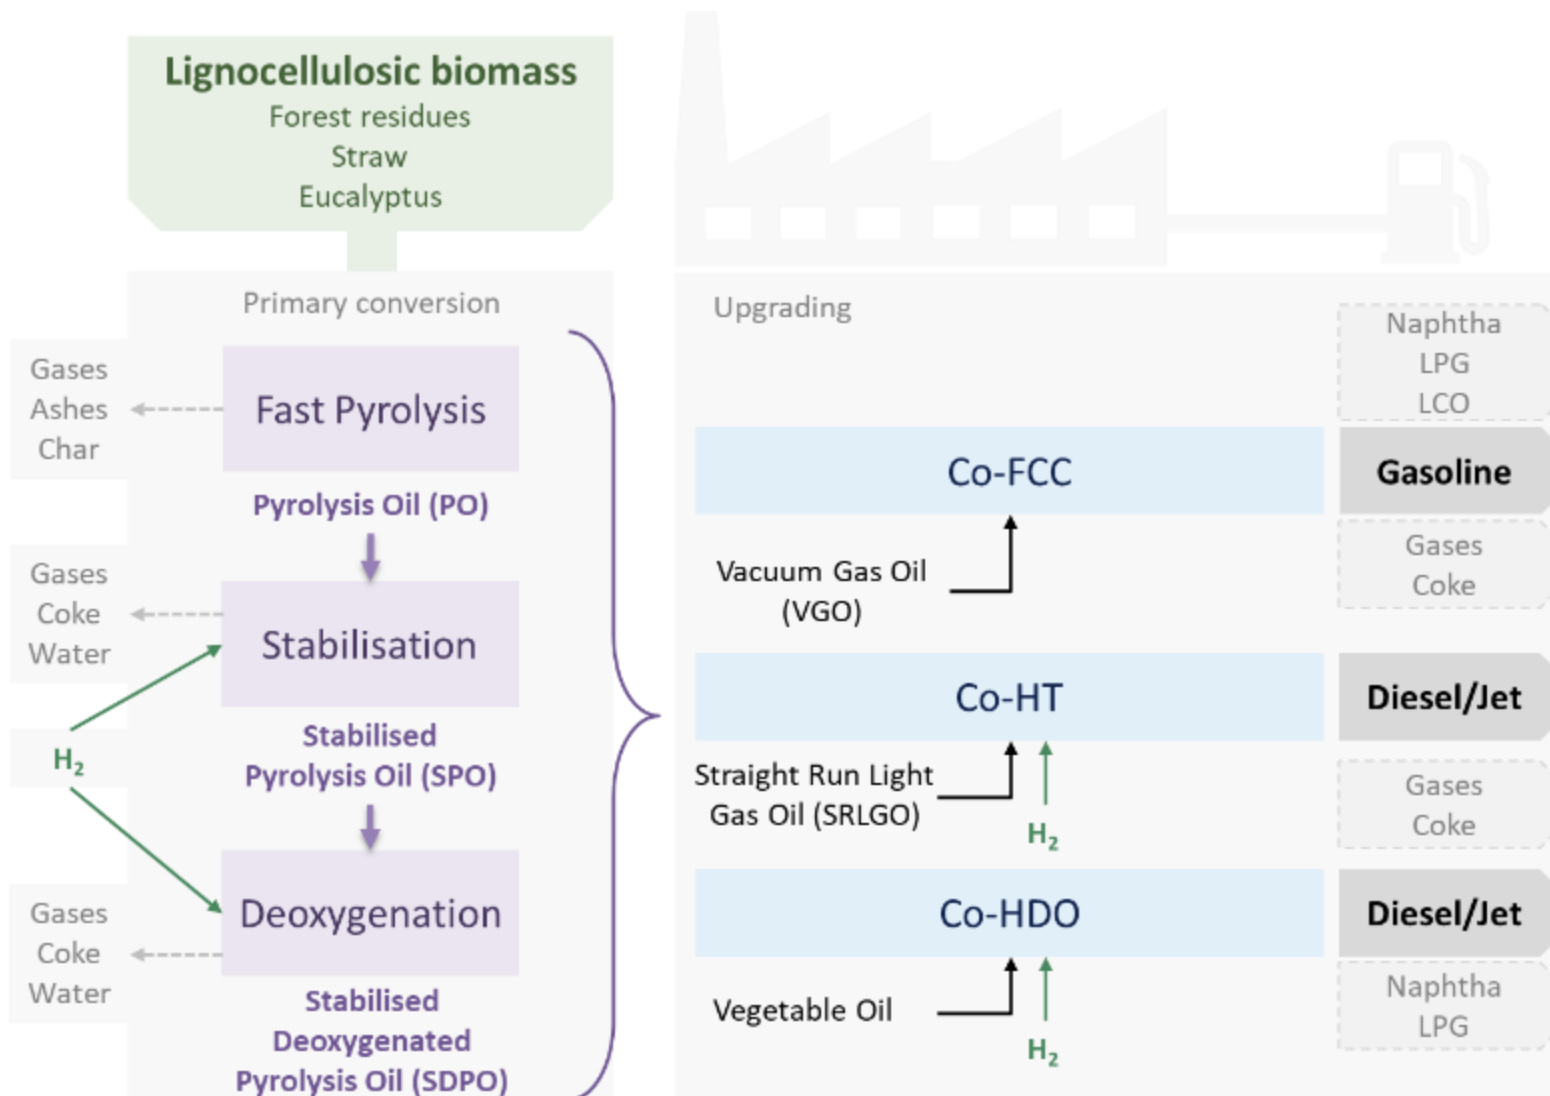 Lignocellulosic biomass
Forest residues
Straw
Eucalyptus
Primary conversion
Gases
Ashes
Char
Fast Pyrolysis
Pyrolysis Oil (PO)
Gases
Coke
Water
Stabilisation
H₂
Stabilised
Pyrolysis Oil (SPO)
Gases
Coke
Water
Deoxygenation
Stabilised
Deoxygenated
Pyrolysis Oil (SDPO)
Upgrading
Naphtha
LPG
LCO
Co-FCC
Gasoline
Vacuum Gas Oil
(VGO)
Gases
Coke
Co-HT
Diesel/Jet
Straight Run Light
Gas Oil (SRLGO)
H₂
Gases
Coke
Co-HDO
Diesel/Jet
Vegetable Oil
H₂
Naphtha
LPG